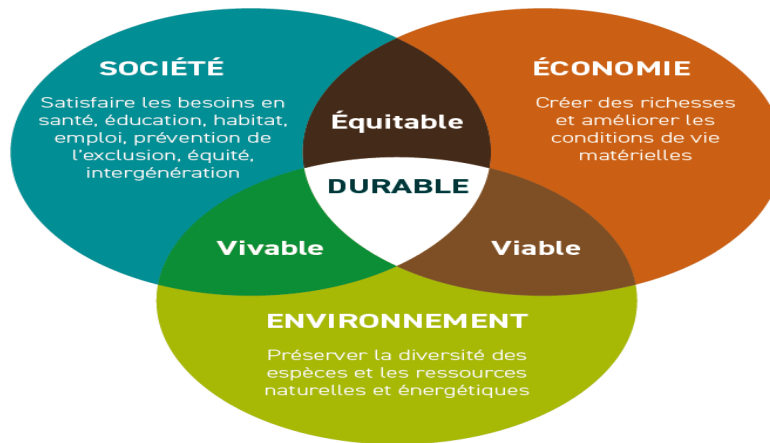 SOCIÉTÉ
Satisfaire les besoins en
santé, éducation, habitat,
emploi, prévention de
l'exclusion, équité,
intergénération
Équitable
ÉCONOMIE
Créer des richesses
et améliorer les
conditions de vie
matérielles
DURABLE
Vivable
Viable
ENVIRONNEMENT
Préserver la diversité des
espèces et les ressources
naturelles et énergétiques